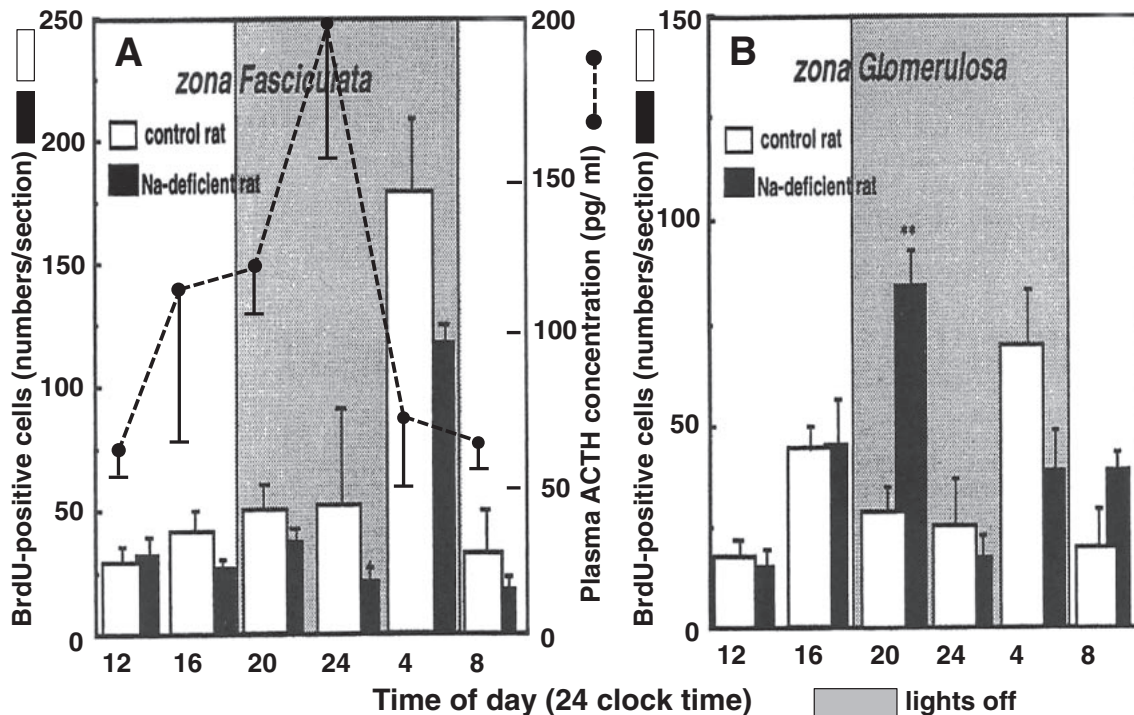 A
zona Fasciculata
control rat
Na-deficient rat
BrdU-positive cells (numbers/section)
250
200
150
100
50
0
12 16 20 24 4 8
Plasma ACTH concentration (pg/ ml)
200
150
100
50
0
B
zona Glomerulosa
control rat
Na-deficient rat
**
BrdU-positive cells (numbers/section)
150
100
50
0
12 16 20 24 4 8
Time of day (24 clock time)
lights off